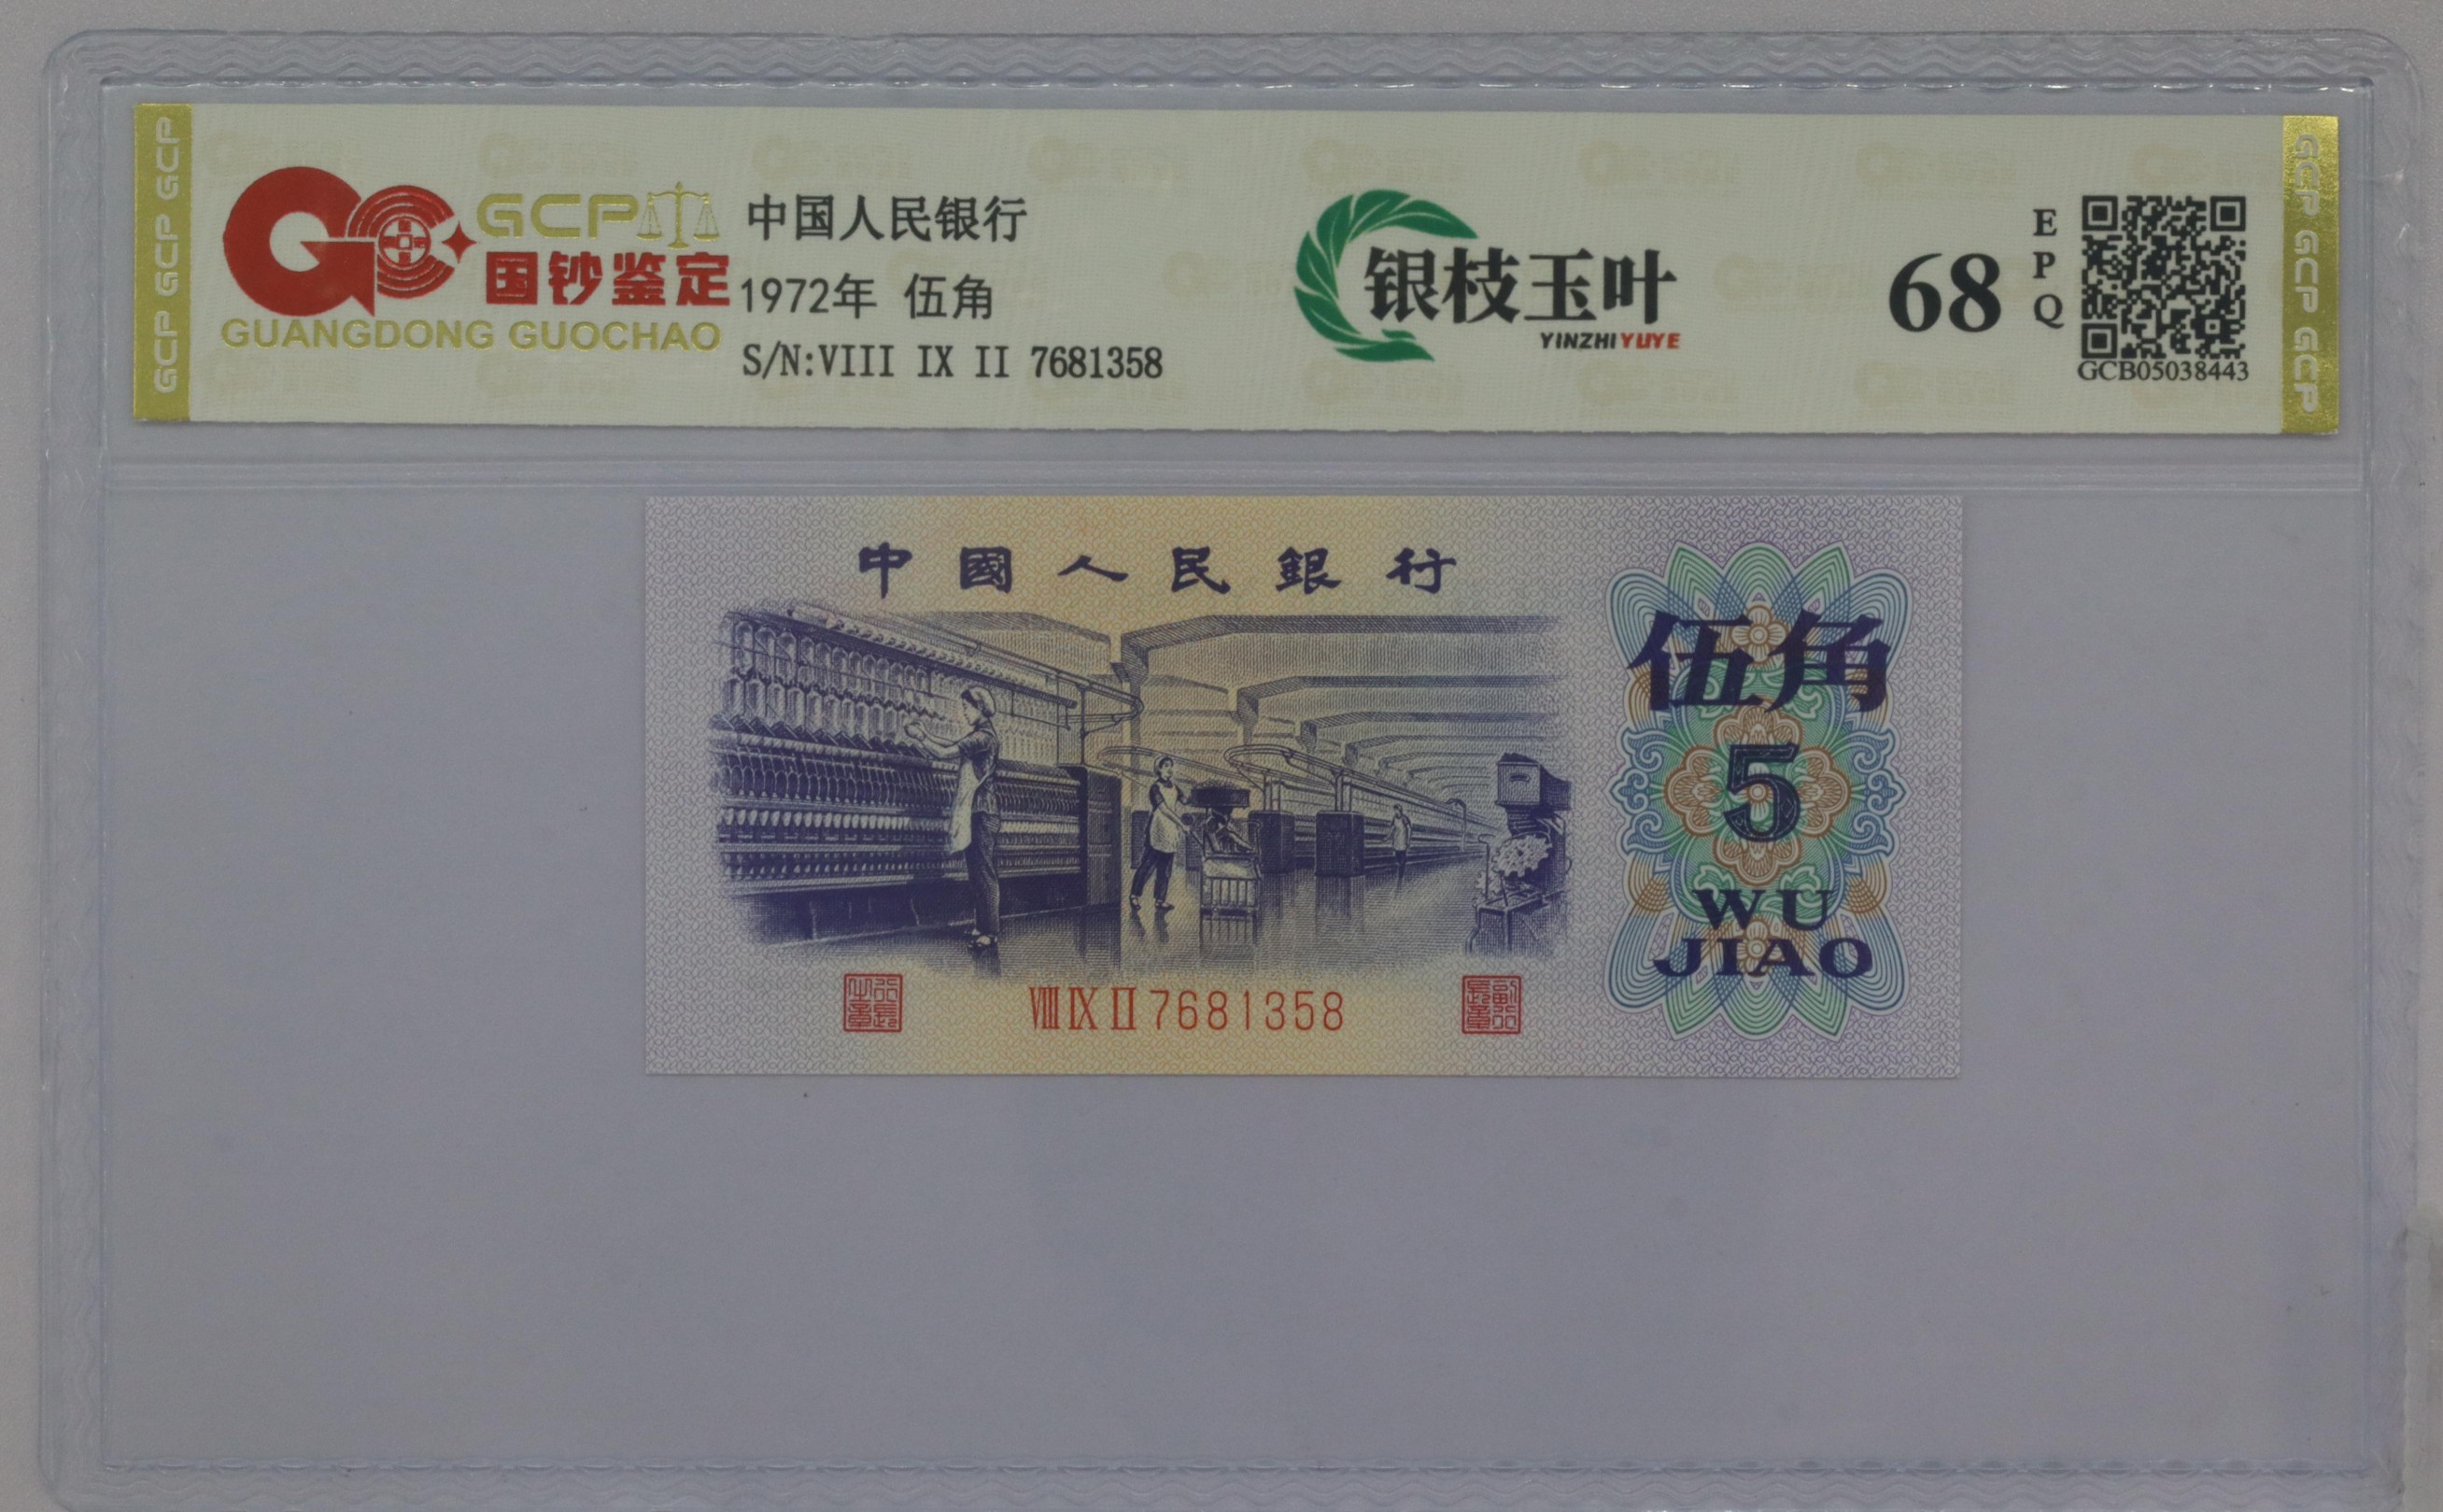 GCP GCP GCP
GCP
国钞鉴定
GUANGDONG GUOCHAO
中国人民银行
1972年 伍角
S/N:VIII IX II 7681358
银枝玉叶
YINZHI YUYE
68
EPQ
GCB05038443
GCP GCP GCP
中國人民銀行
伍角
5
WU
JIAO
VIII IX II 7681358